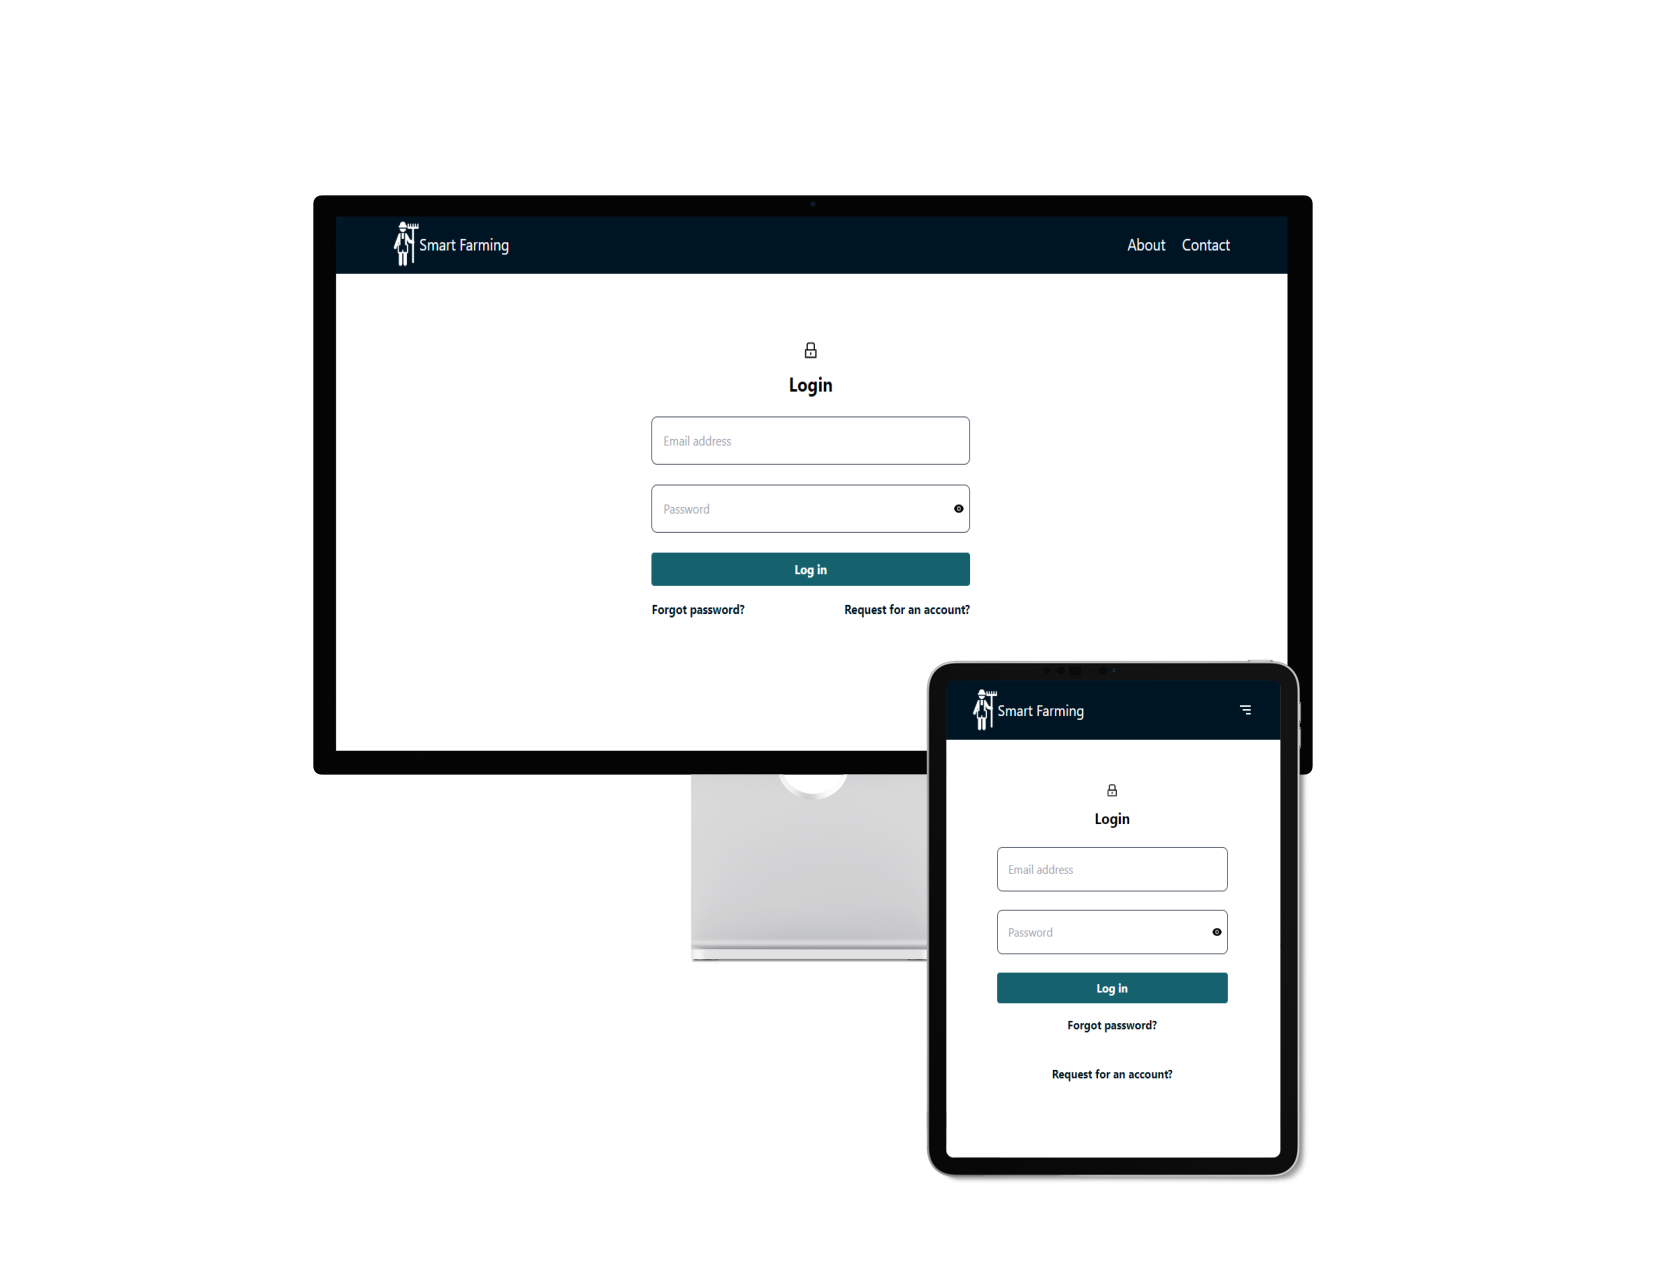 Smart Farming
About Contact
Login
Email address
Password
Log in
Forgot password? Request for an account?
Smart Farming
Login
Email address
Password
Log in
Forgot password?
Request for an account?